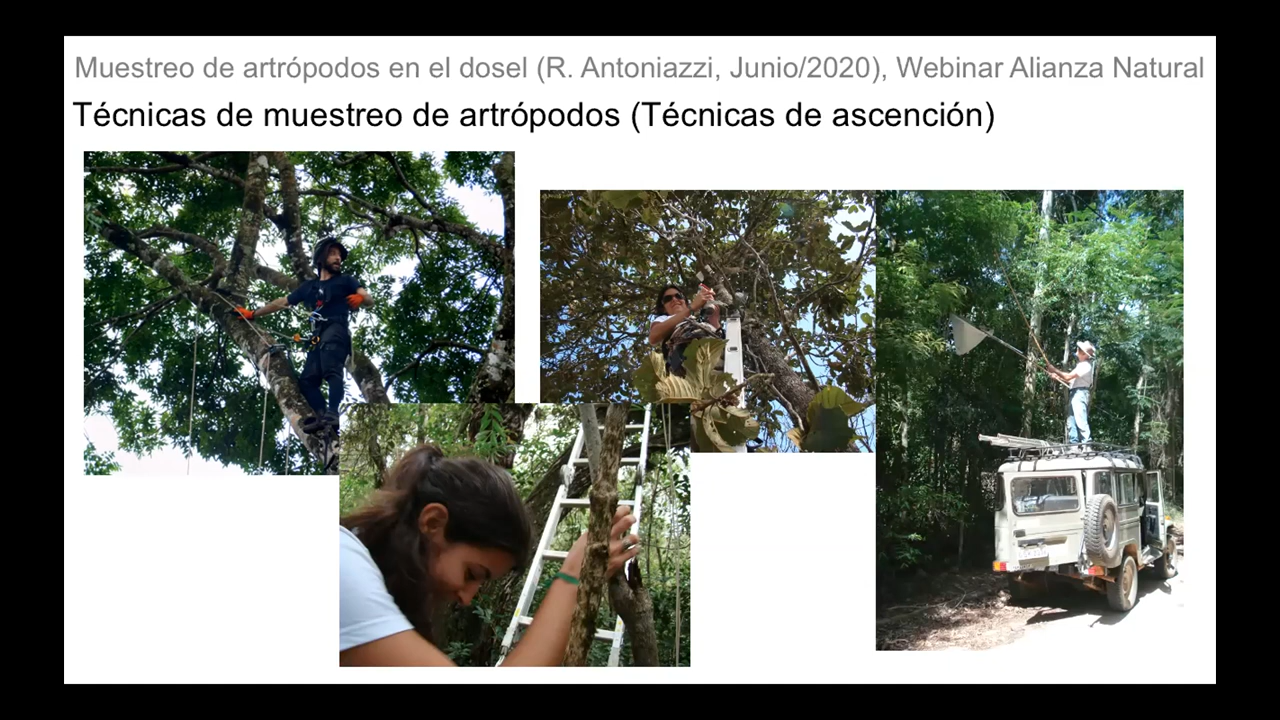 Muestreo de artrópodos en el dosel (R. Antoniazzi, Junio/2020), Webinar Alianza Natural
Técnicas de muestreo de artrópodos (Técnicas de ascención)